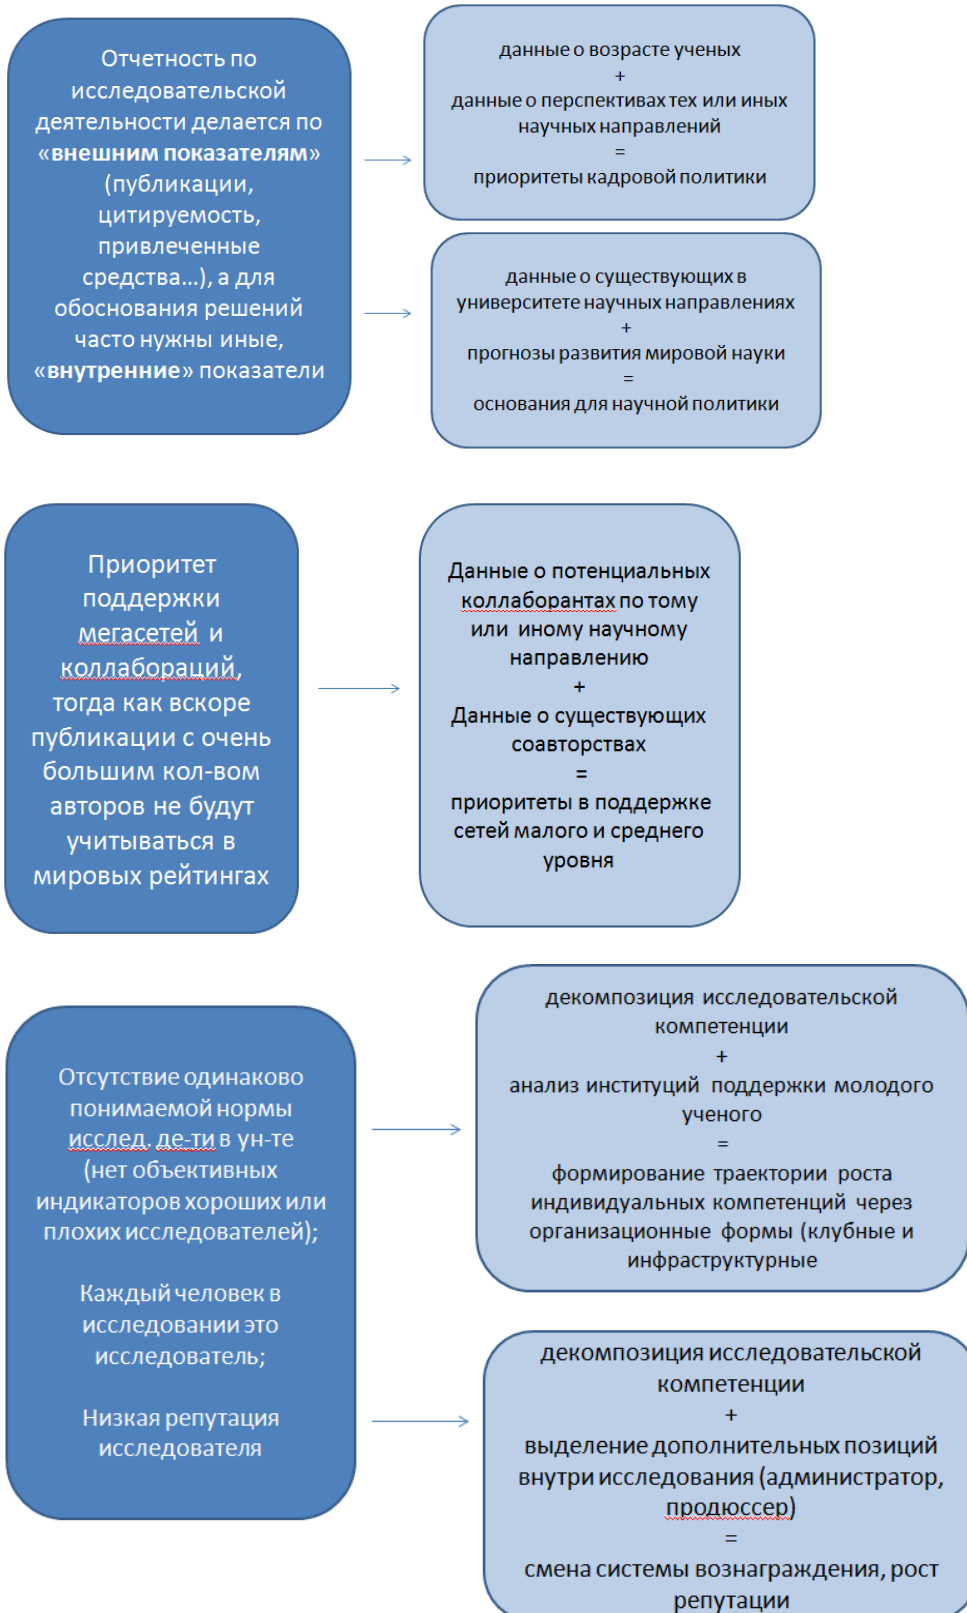 Отчетность по
исследовательской
деятельности делается по
«внешним показателям»
(публикации,
цитируемость,
привлеченные
средства…), а для
обоснования решений
часто нужны иные,
«внутренние» показатели
данные о возрасте ученых
+
данные о перспективах тех или иных
научных направлений
=
приоритеты кадровой политики
данные о существующих в
университете научных направлениях
+
прогнозы развития мировой науки
=
основания для научной политики
Приоритет
поддержки
мегасетей и
коллабораций,
тогда как вскоре
публикации с очень
большим кол-вом
авторов не будут
учитываться в
мировых рейтингах
Данные о потенциальных
коллаборантах по тому
или иному научному
направлению
+
Данные о существующих
соавторствах
=
приоритеты в поддержке
сетей малого и среднего
уровня
Отсутствие одинаково
понимаемой нормы
исслед. де-ти в ун-те
(нет объективных
индикаторов хороших или
плохих исследователей);
Каждый человек в
исследовании это
исследователь;
Низкая репутация
исследователя
декомпозиция исследовательской
компетенции
+
анализ институций поддержки молодого
ученого
=
формирование траектории роста
индивидуальных компетенций через
организационные формы (клубные и
инфраструктурные
декомпозиция исследовательской
компетенции
+
выделение дополнительных позиций
внутри исследования (администратор,
продюссер)
=
смена системы вознаграждения, рост
репутации